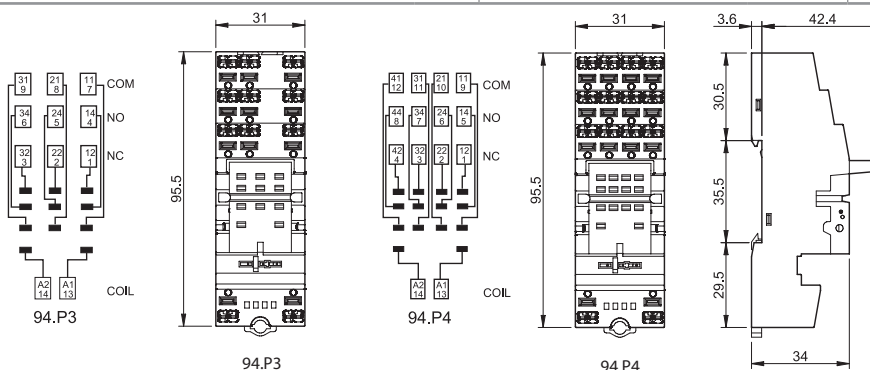 31 31 3.6 42.4
31 9 21 8 11 7 COM
34 6 24 5 14 4 NO
32 3 22 2 12 1 NC
A2 14 A1 13 COIL
94.P3
95.5
94.P3
41 12 31 11 21 10 11 9 COM
44 8 34 7 24 6 14 5 NO
42 4 32 3 22 2 12 1 NC
A2 14 A1 13 COIL
94.P4
95.5
94.P4
30.5
35.5
29.5
34